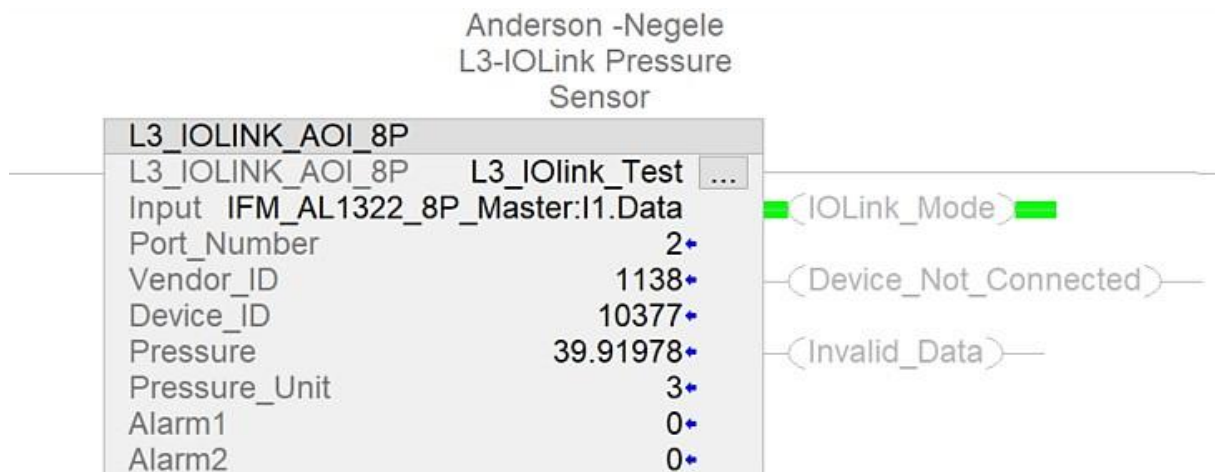 Anderson -Negele
L3-IOLink Pressure
Sensor
L3_IOLINK_AOI_8P
L3_IOLINK_AOI_8P L3_IOlink_Test ...
Input IFM_AL1322_8P_Master:I1.Data (IOLink_Mode)
Port_Number 2
Vendor_ID 1138 (Device_Not_Connected)
Device_ID 10377
Pressure 39.91978 (Invalid_Data)
Pressure_Unit 3
Alarm1 0
Alarm2 0